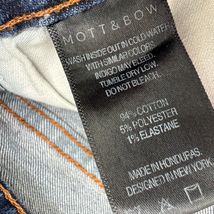 MOTT & BOW
WASH INSIDE OUT IN COLD WATER
WITH SIMILAR COLORS.
INDIGO MAY BLEED.
TUMBLE DRY LOW.
DO NOT BLEACH.
94% COTTON
5% POLYESTER
1% ELASTANE
MADE IN HONDURAS.
DESIGNED IN NEW YORK